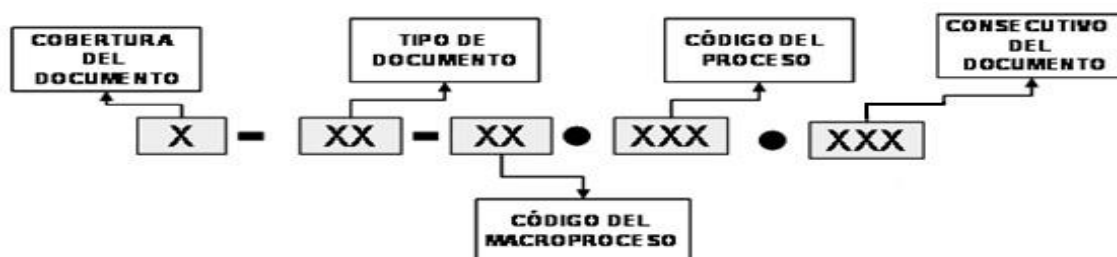 COBERTURA
DEL
DOCUMENTO
TIPO DE
DOCUMENTO
CÓDIGO DEL
PROCESO
CONSECUTIVO
DEL
DOCUMENTO
X - XX - XX ● XXX ● XXX
CÓDIGO DEL
MACROPROCESO